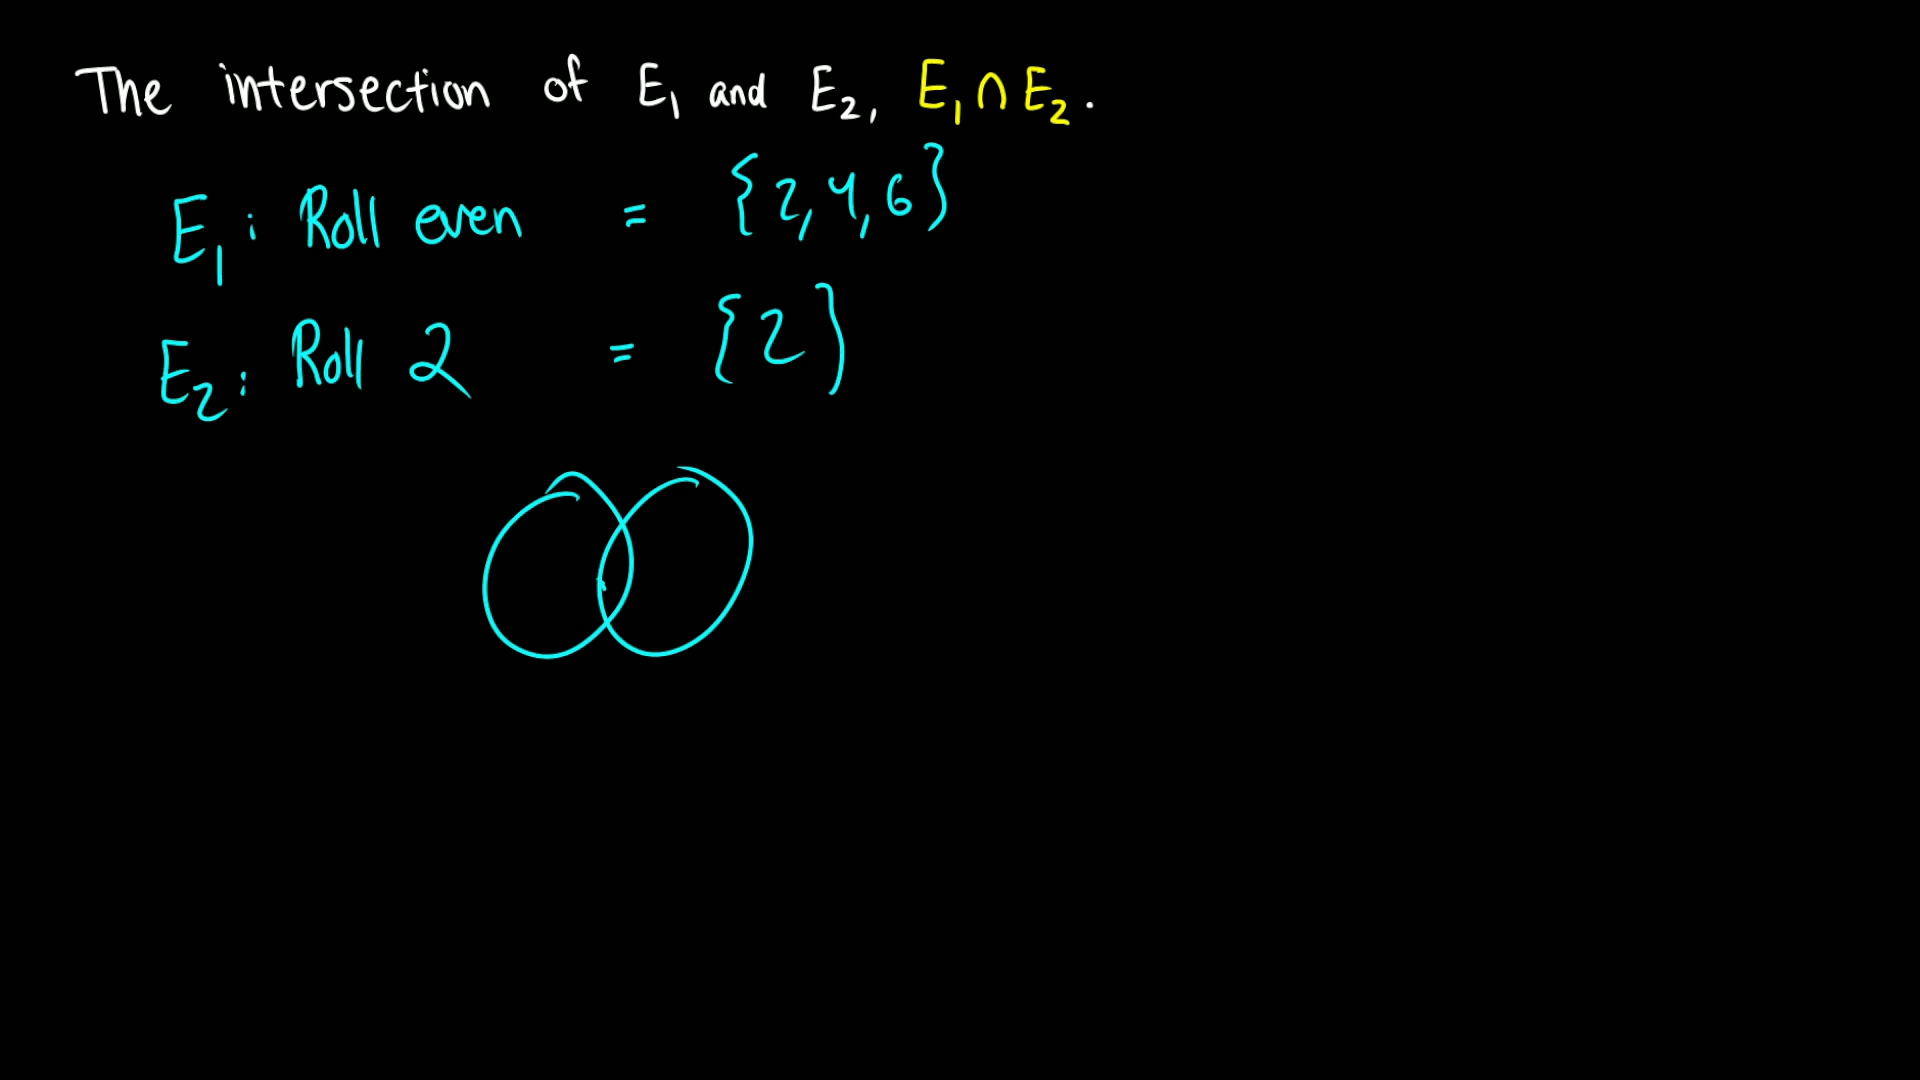 The intersection of E₁ and E₂, E₁∩E₂.
E₁: Roll even = {2,4,6}
E₂: Roll 2 = {2}